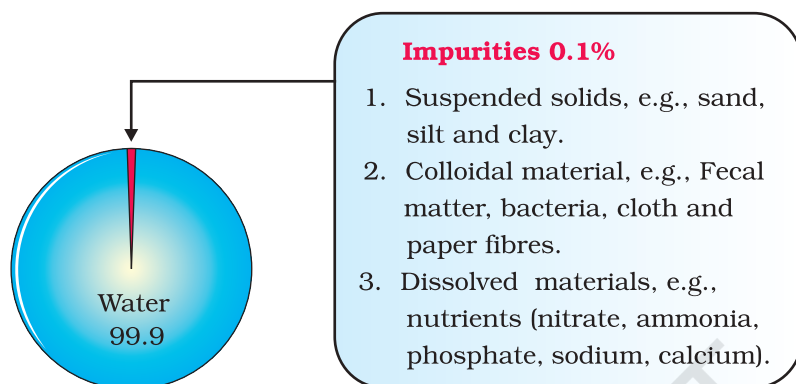 Impurities 0.1%
1. Suspended solids, e.g., sand,
silt and clay.
2. Colloidal material, e.g., Fecal
matter, bacteria, cloth and
paper fibres.
3. Dissolved materials, e.g.,
nutrients (nitrate, ammonia,
phosphate, sodium, calcium).
Water
99.9